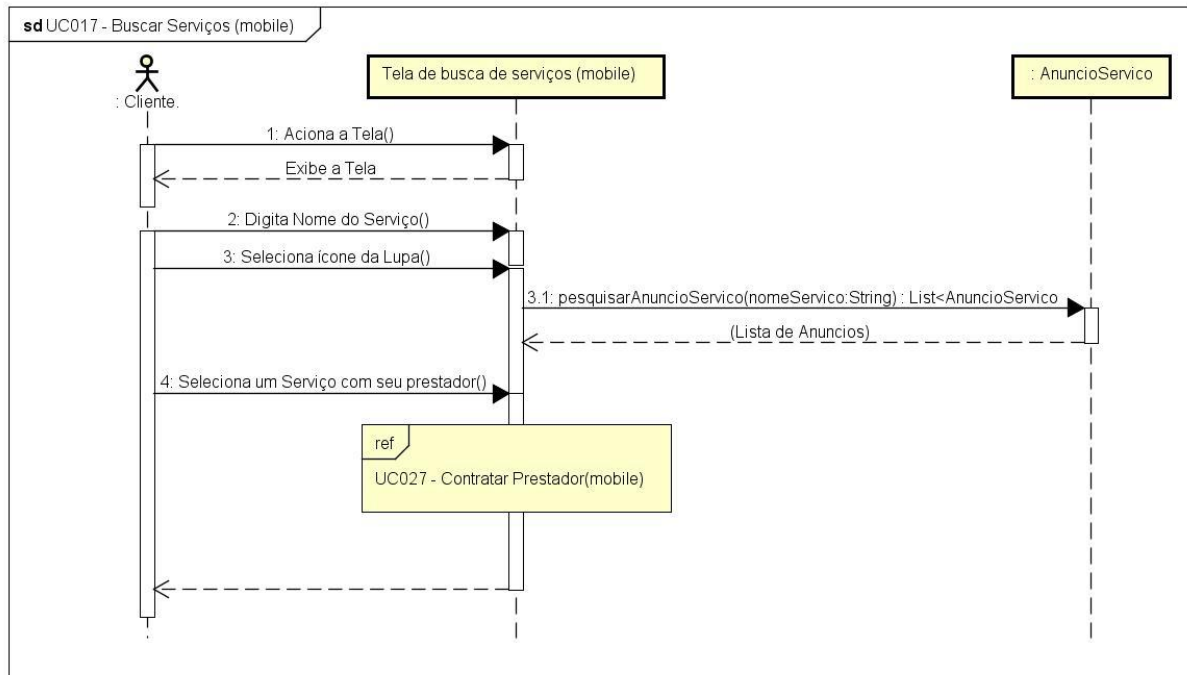 sd UC017 - Buscar Serviços (mobile)
: Cliente.
Tela de busca de serviços (mobile)
: AnuncioServico
1: Aciona a Tela()
Exibe a Tela
2: Digita Nome do Serviço()
3: Seleciona ícone da Lupa()
3.1: pesquisarAnuncioServico(nomeServico:String) : List<AnuncioServico
(Lista de Anuncios)
4: Seleciona um Serviço com seu prestador()
ref
UC027 - Contratar Prestador(mobile)